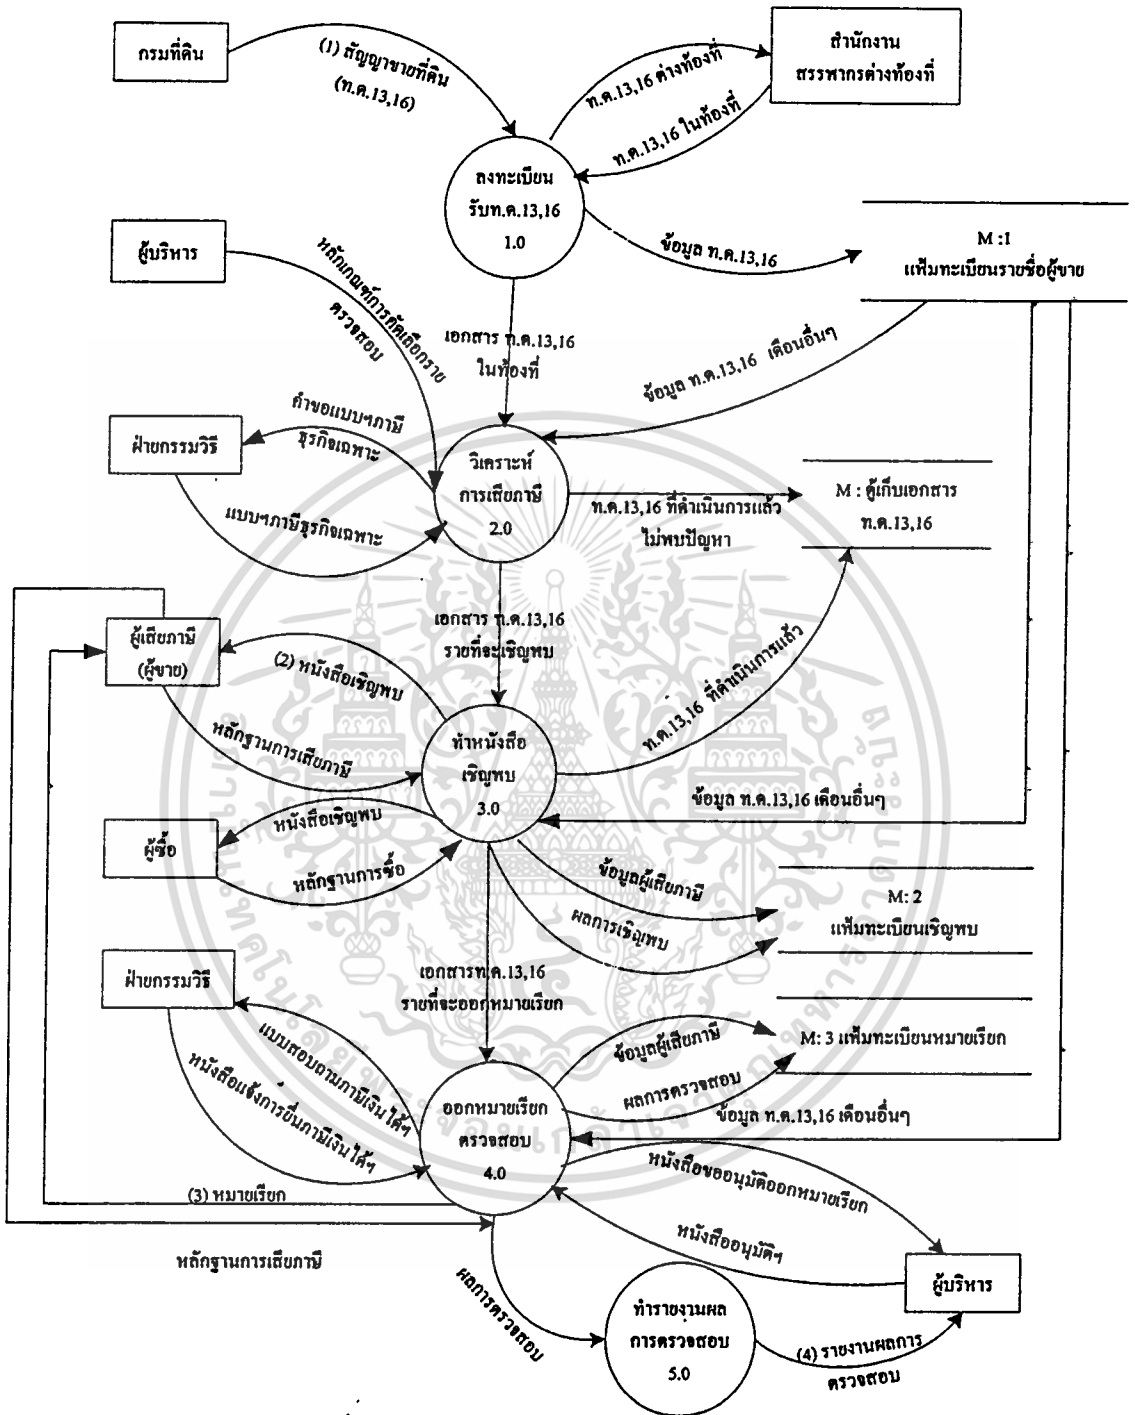 กรมที่ดิน
(1) สัญญาขายที่ดิน
(ท.ด.13,16)
ท.ด.13,16 ต่างท้องที่
สำนักงาน
สรรพากรต่างท้องที่
ท.ด.13,16 ในท้องที่
ลงทะเบียน
รับท.ด.13,16
1.0
ผู้บริหาร
หลักเกณฑ์การคัดเลือกราย
ตรวจสอบ
ข้อมูล ท.ด.13,16
M :1
แฟ้มทะเบียนรายชื่อผู้ขาย
เอกสาร ท.ด.13,16
ในท้องที่
ข้อมูล ท.ด.13,16 เดือนอื่นๆ
ฝ่ายกรรมวิธี
คำขอแบบฯภาษี
ธุรกิจเฉพาะ
แบบฯภาษีธุรกิจเฉพาะ
วิเคราะห์
การเสียภาษี
2.0
ท.ด.13,16 ที่ดำเนินการแล้ว
ไม่พบปัญหา
M : ตู้เก็บเอกสาร
ท.ด.13,16
เอกสาร ท.ด.13,16
รายที่จะเชิญพบ
ผู้เสียภาษี
(ผู้ขาย)
(2) หนังสือเชิญพบ
หลักฐานการเสียภาษี
ทำหนังสือ
เชิญพบ
3.0
ท.ด.13,16 ที่ดำเนินการแล้ว
ข้อมูล ท.ด.13,16 เดือนอื่นๆ
ผู้ซื้อ
หนังสือเชิญพบ
หลักฐานการซื้อ
ข้อมูลผู้เสียภาษี
ผลการเชิญพบ
M: 2
แฟ้มทะเบียนเชิญพบ
เอกสารท.ด.13,16
รายที่จะออกหมายเรียก
ฝ่ายกรรมวิธี
แบบสอบถามภาษีเงินได้ฯ
หนังสือแจ้งการยื่นภาษีเงินได้ฯ
ออกหมายเรียก
ตรวจสอบ
4.0
ข้อมูลผู้เสียภาษี
ผลการตรวจสอบ
M: 3 แฟ้มทะเบียนหมายเรียก
ข้อมูล ท.ด.13,16 เดือนอื่นๆ
(3) หมายเรียก
หลักฐานการเสียภาษี
หนังสือขออนุมัติออกหมายเรียก
หนังสืออนุมัติฯ
ผู้บริหาร
ผลการตรวจสอบ
ทำรายงานผล
การตรวจสอบ
5.0
(4) รายงานผลการ
ตรวจสอบ